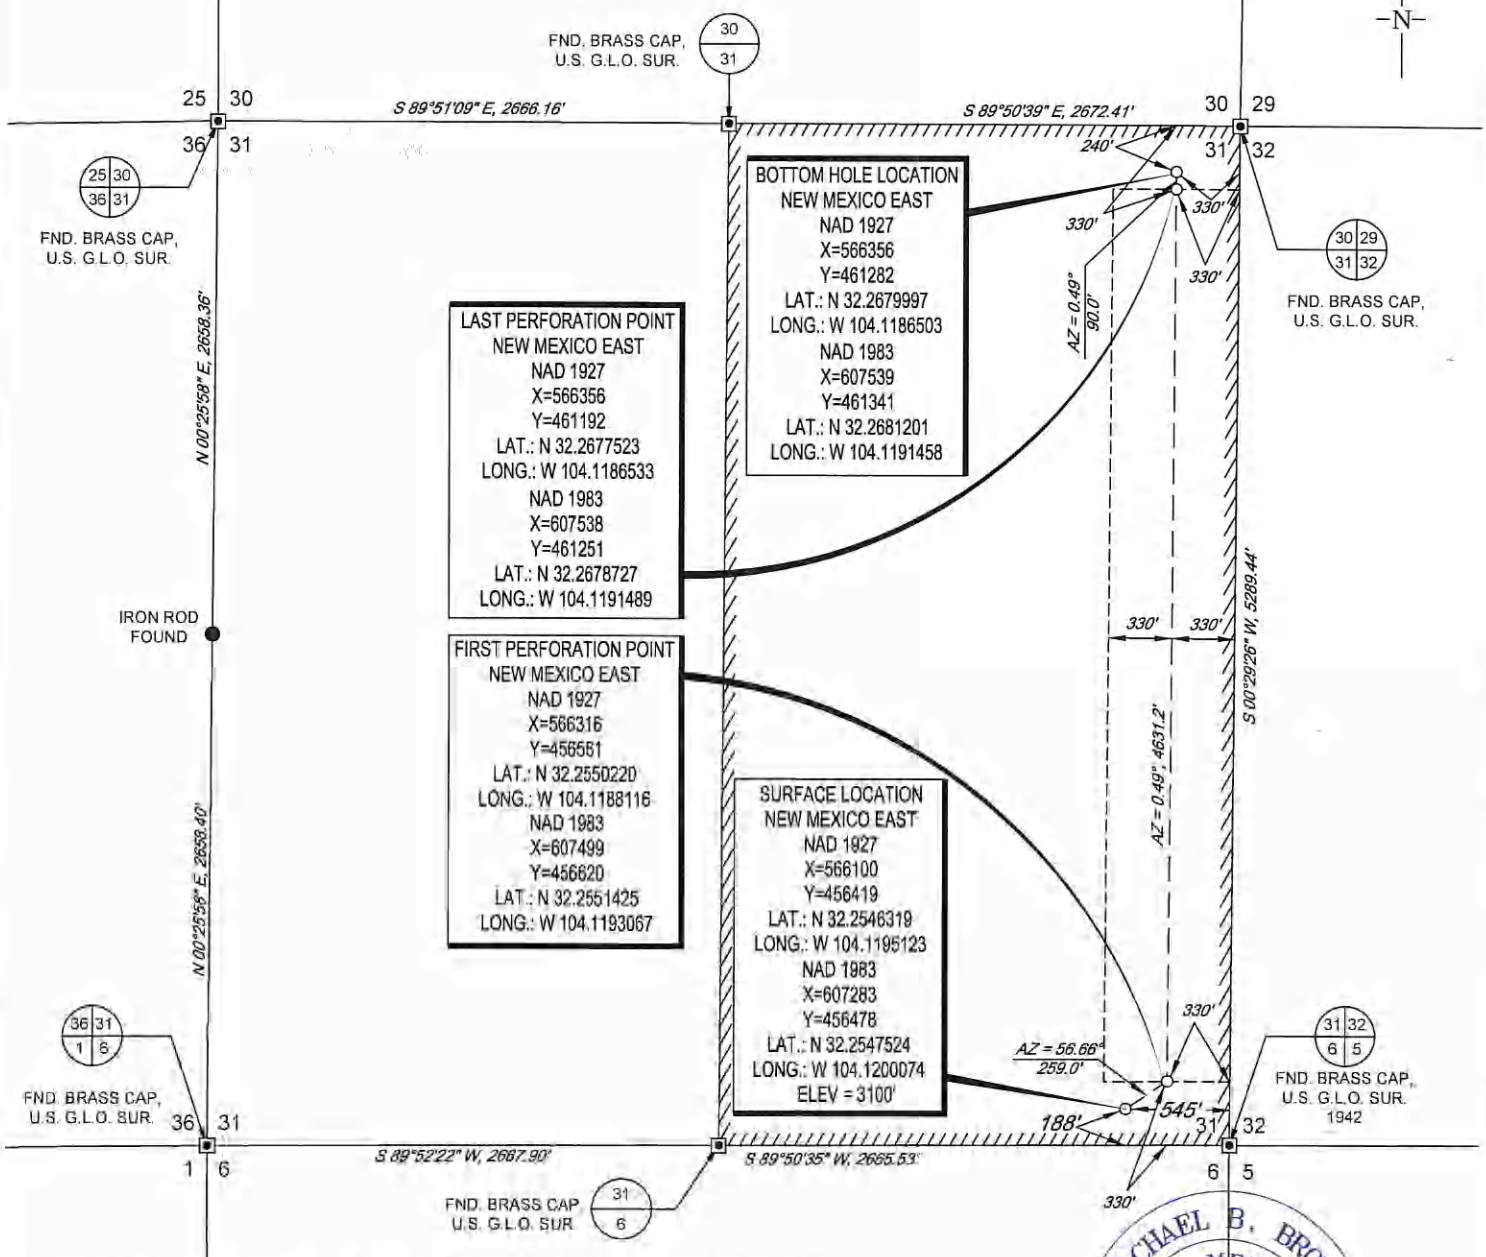 -N-
FND. BRASS CAP,
U.S. G.L.O. SUR.
30
31
25 30
36 31
S 89°51'09" E, 2666.16'
S 89°50'39" E, 2672.41'
30 29
31 32
25 30
36 31
FND. BRASS CAP,
U.S. G.L.O. SUR.
30 29
31 32
FND. BRASS CAP,
U.S. G.L.O. SUR.
240'
330'
330'
330'
AZ = 0.49°
90.0'
BOTTOM HOLE LOCATION
NEW MEXICO EAST
NAD 1927
X=566356
Y=461282
LAT.: N 32.2679997
LONG.: W 104.1186503
NAD 1983
X=607539
Y=461341
LAT.: N 32.2681201
LONG.: W 104.1191458
N 00°25'58" E, 2658.36'
LAST PERFORATION POINT
NEW MEXICO EAST
NAD 1927
X=566356
Y=461192
LAT.: N 32.2677523
LONG.: W 104.1186533
NAD 1983
X=607538
Y=461251
LAT.: N 32.2678727
LONG.: W 104.1191489
IRON ROD
FOUND
330'
330'
S 00°29'26" W, 5289.44'
AZ = 0.49°, 4631.2'
FIRST PERFORATION POINT
NEW MEXICO EAST
NAD 1927
X=566316
Y=456561
LAT.: N 32.2550220
LONG.: W 104.1188116
NAD 1983
X=607499
Y=456620
LAT.: N 32.2551425
LONG.: W 104.1193067
N 00°25'58" E, 2658.40'
SURFACE LOCATION
NEW MEXICO EAST
NAD 1927
X=566100
Y=456419
LAT.: N 32.2546319
LONG.: W 104.1195123
NAD 1983
X=607283
Y=456478
LAT.: N 32.2547524
LONG.: W 104.1200074
ELEV = 3100'
330'
AZ = 56.66°
259.0'
188'
545'
330'
36 31
1 6
FND. BRASS CAP,
U.S. G.L.O. SUR.
31 32
6 5
FND. BRASS CAP,
U.S. G.L.O. SUR.
1942
36 31
1 6
31 32
6 5
S 89°52'22" W, 2667.90'
S 89°50'35" W, 2665.53'
FND. BRASS CAP
U.S. G.L.O. SUR
31
6
CHAEL B. BRO